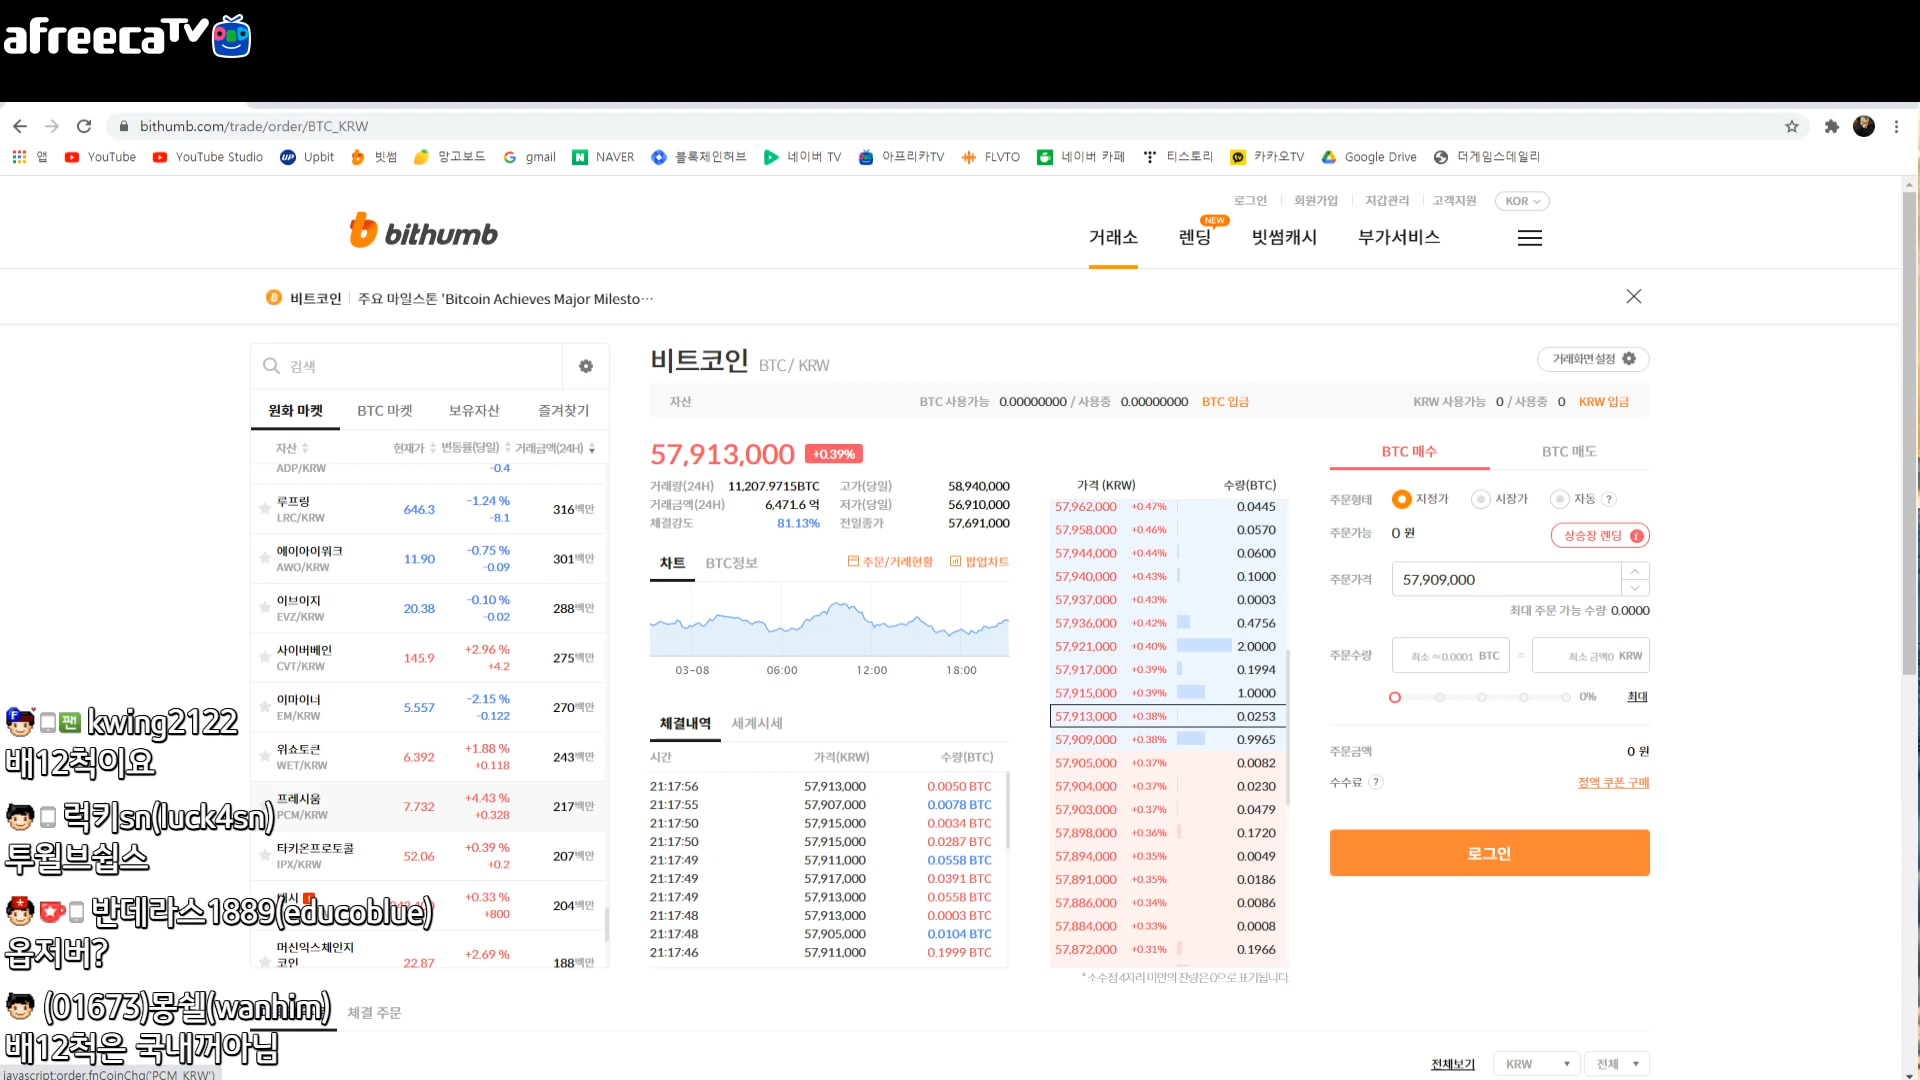 afreecaTV
bithumb.com/trade/order/BTC_KRW
앱 YouTube YouTube Studio Upbit 빗썸 망고보드 gmail NAVER 블록체인허브 네이버 TV 아프리카TV FLVTO 네이버 카페 티스토리 카카오TV Google Drive 더게임스데일리
로그인 회원가입 지갑관리 고객지원 KOR
bithumb
거래소 렌딩 NEW 빗썸캐시 부가서비스
비트코인 주요 마일스톤 'Bitcoin Achieves Major Milesto…
검색
원화 마켓 BTC 마켓 보유자산 즐겨찾기
자산 현재가 변동률(당일) 거래금액(24H)
ADP/KRW -0.4
루프링 -1.24 %
LRC/KRW 646.3 -8.1 316백만
에이아이워크 -0.75 %
AWO/KRW 11.90 -0.09 301백만
이브이지 -0.10 %
EVZ/KRW 20.38 -0.02 288백만
사이버베인 +2.96 %
CVT/KRW 145.9 +4.2 275백만
이마이너 -2.15 %
EM/KRW 5.557 -0.122 270백만
위쇼토큰 +1.88 %
WET/KRW 6.392 +0.118 243백만
프레시움 +4.43 %
PCM/KRW 7.732 +0.328 217백만
타키온프로토콜 +0.39 %
IPX/KRW 52.06 +0.2 207백만
+0.33 %
+800 204백만
머신익스체인지
코인 22.87 +2.69 % 188백만
비트코인 BTC / KRW
거래화면 설정
자산 BTC 사용가능 0.00000000 / 사용중 0.00000000 BTC 입금 KRW 사용가능 0 / 사용중 0 KRW 입금
57,913,000 +0.39%
거래량(24H) 11,207.9715BTC 고가(당일) 58,940,000
거래금액(24H) 6,471.6 억 저가(당일) 56,910,000
체결강도 81.13% 전일종가 57,691,000
차트 BTC정보 주문/거래현황 팝업차트
03-08 06:00 12:00 18:00
체결내역 세계시세
시간 가격(KRW) 수량(BTC)
21:17:56 57,913,000 0.0050 BTC
21:17:55 57,907,000 0.0078 BTC
21:17:50 57,915,000 0.0034 BTC
21:17:50 57,915,000 0.0287 BTC
21:17:49 57,911,000 0.0558 BTC
21:17:49 57,917,000 0.0391 BTC
21:17:49 57,913,000 0.0558 BTC
21:17:48 57,913,000 0.0003 BTC
21:17:48 57,905,000 0.0104 BTC
21:17:46 57,911,000 0.1999 BTC
가격 (KRW) 수량(BTC)
57,962,000 +0.47% 0.0445
57,958,000 +0.46% 0.0570
57,944,000 +0.44% 0.0600
57,940,000 +0.43% 0.1000
57,937,000 +0.43% 0.0003
57,936,000 +0.42% 0.4756
57,921,000 +0.40% 2.0000
57,917,000 +0.39% 0.1994
57,915,000 +0.39% 1.0000
57,913,000 +0.38% 0.0253
57,909,000 +0.38% 0.9965
57,905,000 +0.37% 0.0082
57,904,000 +0.37% 0.0230
57,903,000 +0.37% 0.0479
57,898,000 +0.36% 0.1720
57,894,000 +0.35% 0.0049
57,891,000 +0.35% 0.0186
57,886,000 +0.34% 0.0086
57,884,000 +0.33% 0.0008
57,872,000 +0.31% 0.1966
* 소수점 4자리 미만의 잔량은 0으로 표기됩니다.
BTC 매수 BTC 매도
주문형태 지정가 시장가 자동 ?
주문가능 0 원 상승장 렌딩 i
주문가격 57,909,000
최대 주문 가능 수량 0.0000
주문수량 최소 ≈0.0001 BTC = 최소 금액0 KRW
0% 최대
주문금액 0 원
수수료 ? 정액 쿠폰 구매
로그인
체결 주문
전체보기 KRW 전체
팬 kwing2122
배12척이요
럭키sn(luck4sn)
투월브쉽스
반데라스1889(educoblue)
옵저버?
(01673)몽쉘(wanhim)
배12척은 국내꺼아님
javascript:order.fnCoinChg('PCM_KRW')